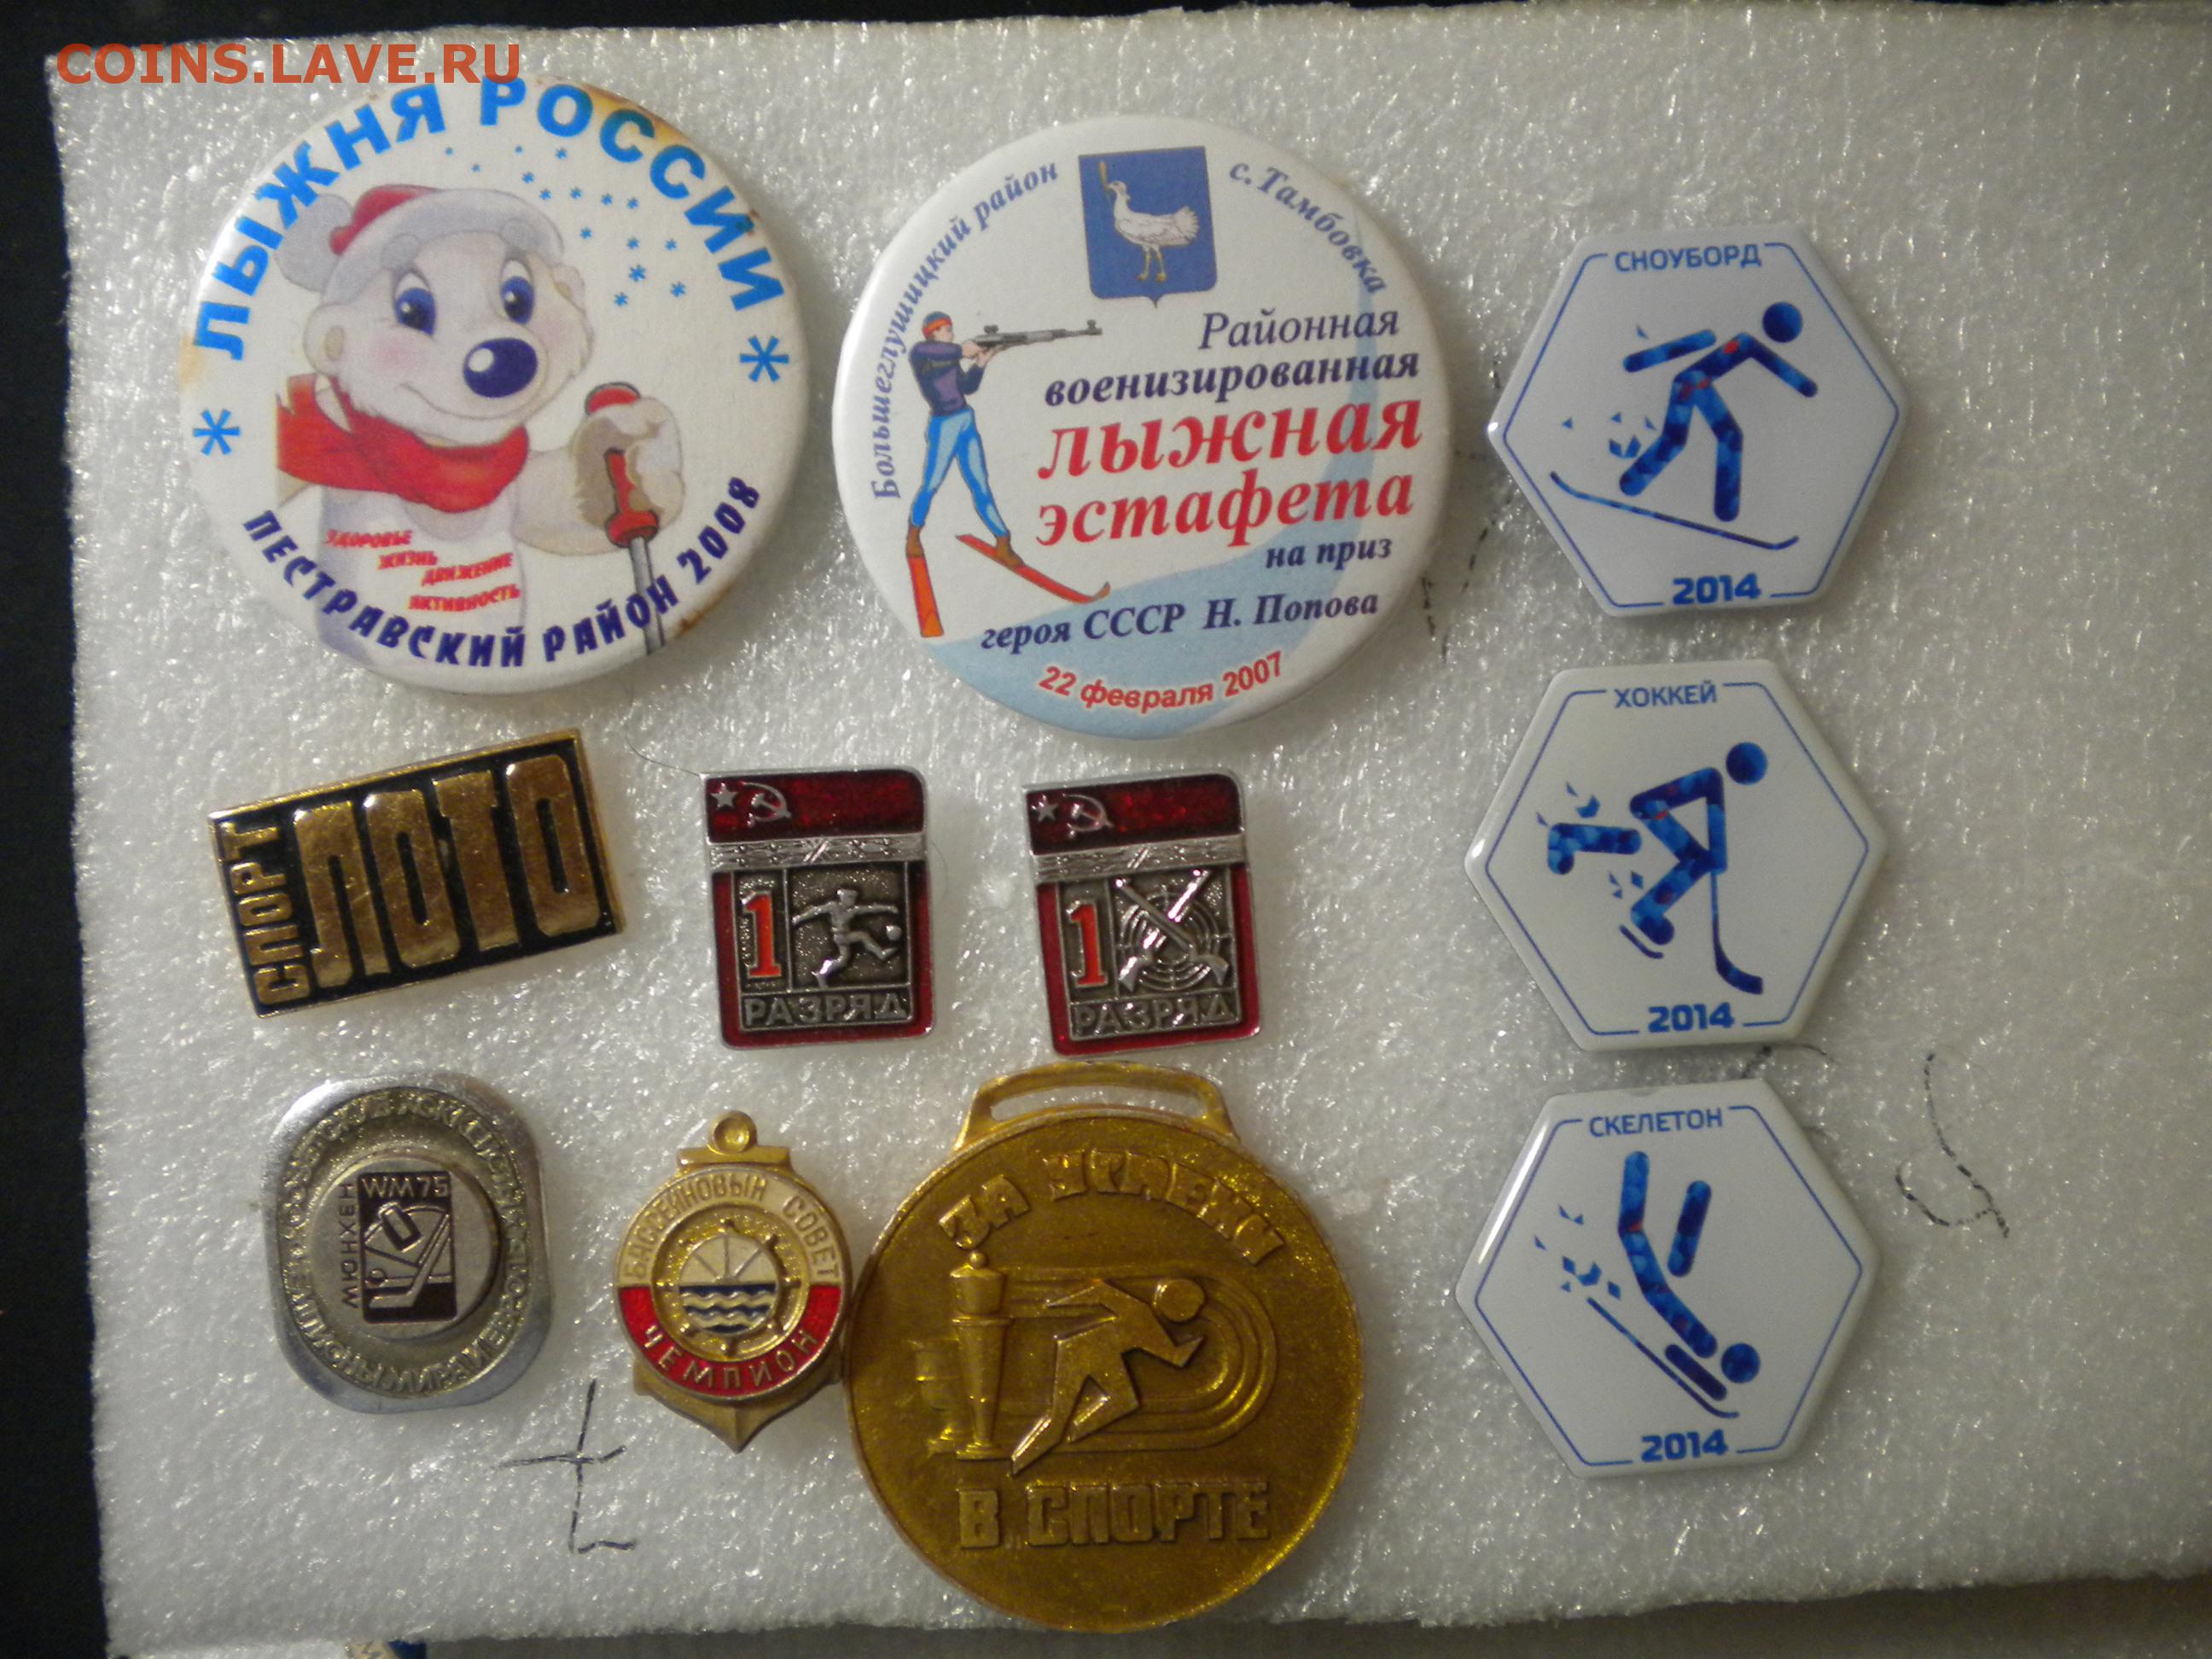 COINS.LAVE.RU
ЛЫЖНЯ РОССИИ
ЗДОРОВЬЕ
ЖИЗНЬ
ДВИЖЕНИЕ
АКТИВНОСТЬ
ПЕСТРАВСКИЙ РАЙОН 2008
Большеглушицкий район
с. Тамбовка
Районная
военизированная
лыжная
эстафета
на приз
героя СССР Н. Попова
22 февраля 2007
СНОУБОРД
2014
ХОККЕЙ
2014
СКЕЛЕТОН
2014
СПОРТ
ЛОТО
1
РАЗРЯД
1
РАЗРЯД
WM75
МЮНХЕН
ЧЕМПИОНЫ МИРА И
БАССЕЙНОВЫЙ СОВЕТ
ЧЕМПИОН
ЗА УСПЕХИ
В СПОРТЕ